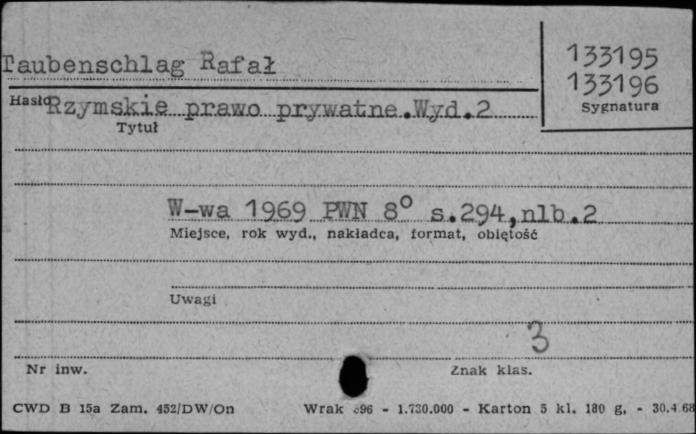 133195
Taubenschlag Rafał
133196
Hasło
Sygnatura
Rzymskie prawo prywatne.Wyd.2
Tytuł
W-wa 1969 PWN 8° s.294,nlb.2
Miejsce, rok wyd., nakładca, format, objętość
Uwagi
3
Nr inw.
Znak klas.
CWD B 15a Zam. 452/DW/On Wrak - 1.730.000 - Karton 5 kl. 180 g. - 30.4.68